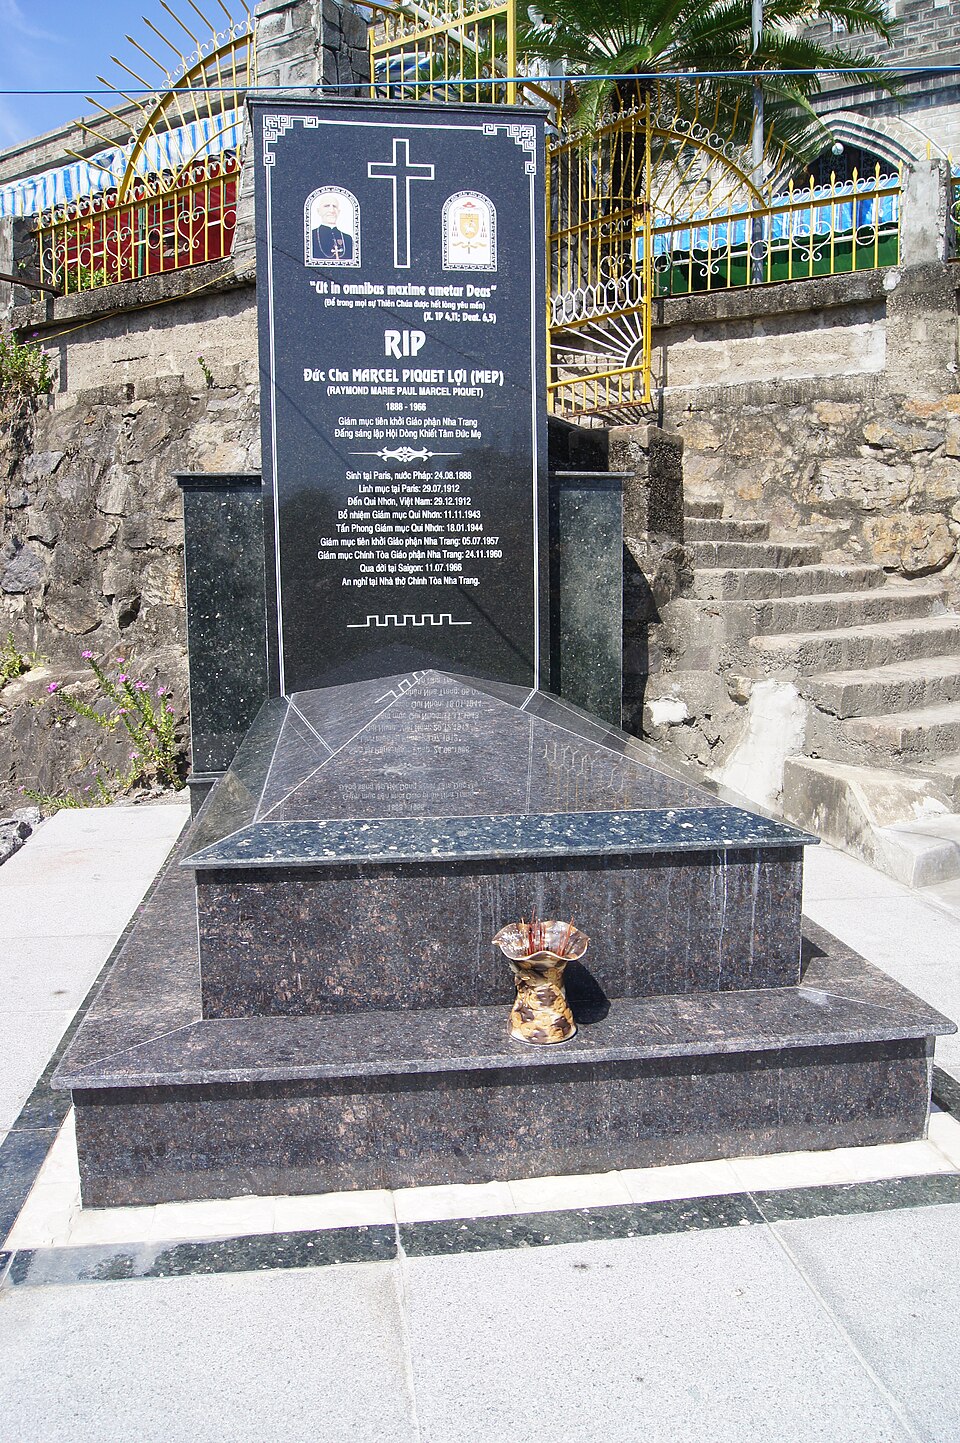 "Ut in omnibus maxime ametur Deus"
(Để trong mọi sự Thiên Chúa được hết lòng yêu mến)
(X. 1P 4,11; Deut. 6,5)
RIP
Đức Cha MARCEL PIQUET LỢI (MEP)
(RAYMOND MARIE PAUL MARCEL PIQUET)
1888 - 1966
Giám mục tiên khởi Giáo phận Nha Trang
Đấng sáng lập Hội Dòng Khiết Tâm Đức Mẹ
Sinh tại Paris, nước Pháp: 24.08.1888
Linh mục tại Paris: 29.07.1912
Đến Qui Nhơn, Việt Nam: 29.12.1912
Bổ nhiệm Giám mục Qui Nhơn: 11.11.1943
Tấn Phong Giám mục Qui Nhơn: 18.01.1944
Giám mục tiên khởi Giáo phận Nha Trang: 05.07.1957
Giám mục Chính Tòa Giáo phận Nha Trang: 24.11.1960
Qua đời tại Saigon: 11.07.1966
An nghỉ tại Nhà thờ Chính Tòa Nha Trang.